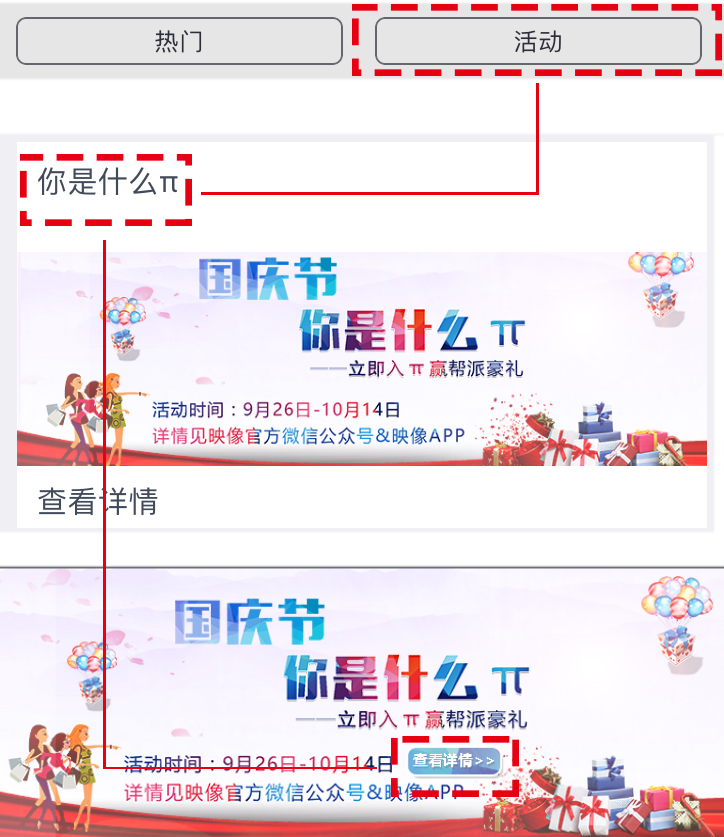 热门
活动
你是什么π
国庆节
你是什么 π
——立即入 π 赢帮派豪礼
活动时间：9月26日-10月14日
详情见映像官方微信公众号&映像APP
查看详情
国庆节
你是什么 π
——立即入 π 赢帮派豪礼
活动时间：9月26日-10月14日
查看详情>>
详情见映像官方微信公众号&映像APP